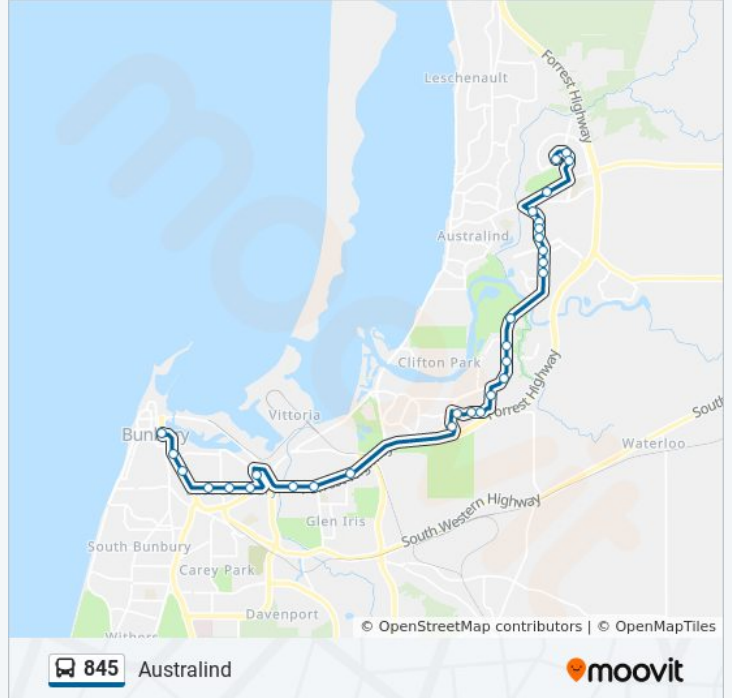 Leschenault
Forrest Highway
Australind
Clifton Park
Forrest Highway
Vittoria
Bunbury
South
Waterloo
Glen Iris
South Western Highway
South Bunbury
Carey Park
Davenport
Withers
© OpenStreetMap contributors | © OpenMapTiles
845 Australind
moovit